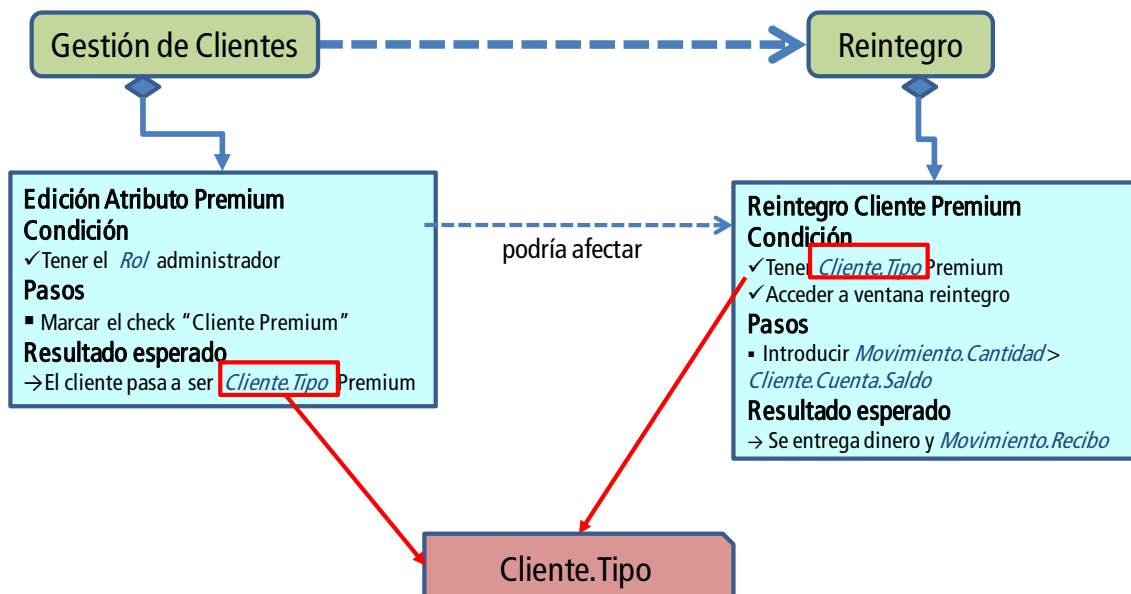 Gestión de Clientes
Reintegro
Edición Atributo Premium
Condición
✓Tener el Rol administrador
Pasos
▪ Marcar el check “Cliente Premium”
Resultado esperado
→El cliente pasa a ser Cliente.Tipo Premium
podría afectar
Reintegro Cliente Premium
Condición
✓Tener Cliente.Tipo Premium
✓Acceder a ventana reintegro
Pasos
▪ Introducir Movimiento.Cantidad >
Cliente.Cuenta.Saldo
Resultado esperado
→ Se entrega dinero y Movimiento.Recibo
Cliente.Tipo